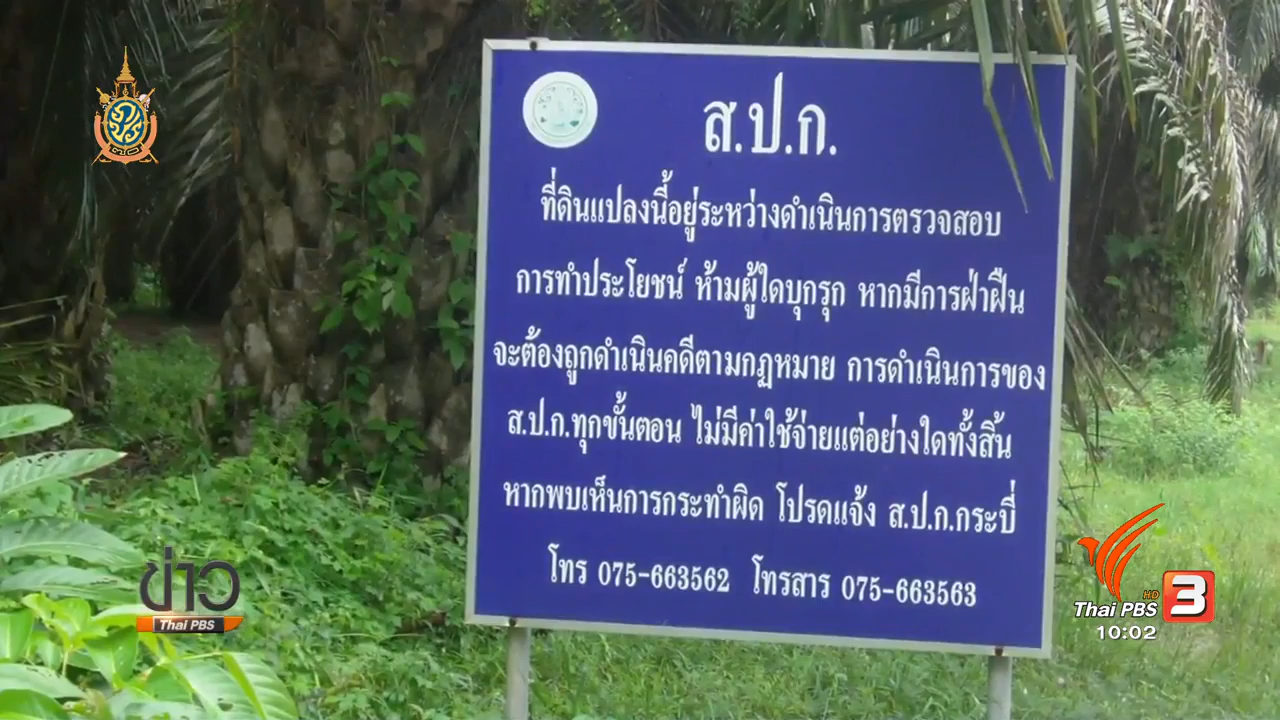 ส.ป.ก.
ที่ดินแปลงนี้อยู่ระหว่างดำเนินการตรวจสอบ
การทำประโยชน์ ห้ามผู้ใดบุกรุก หากมีการฝ่าฝืน
จะต้องถูกดำเนินคดีตามกฎหมาย การดำเนินการของ
ส.ป.ก.ทุกขั้นตอน ไม่มีค่าใช้จ่ายแต่อย่างใดทั้งสิ้น
หากพบเห็นการกระทำผิด โปรดแจ้ง ส.ป.ก.กระบี่
โทร 075-663562 โทรสาร 075-663563
ข่าว
Thai PBS
HD
Thai PBS 3
10:02